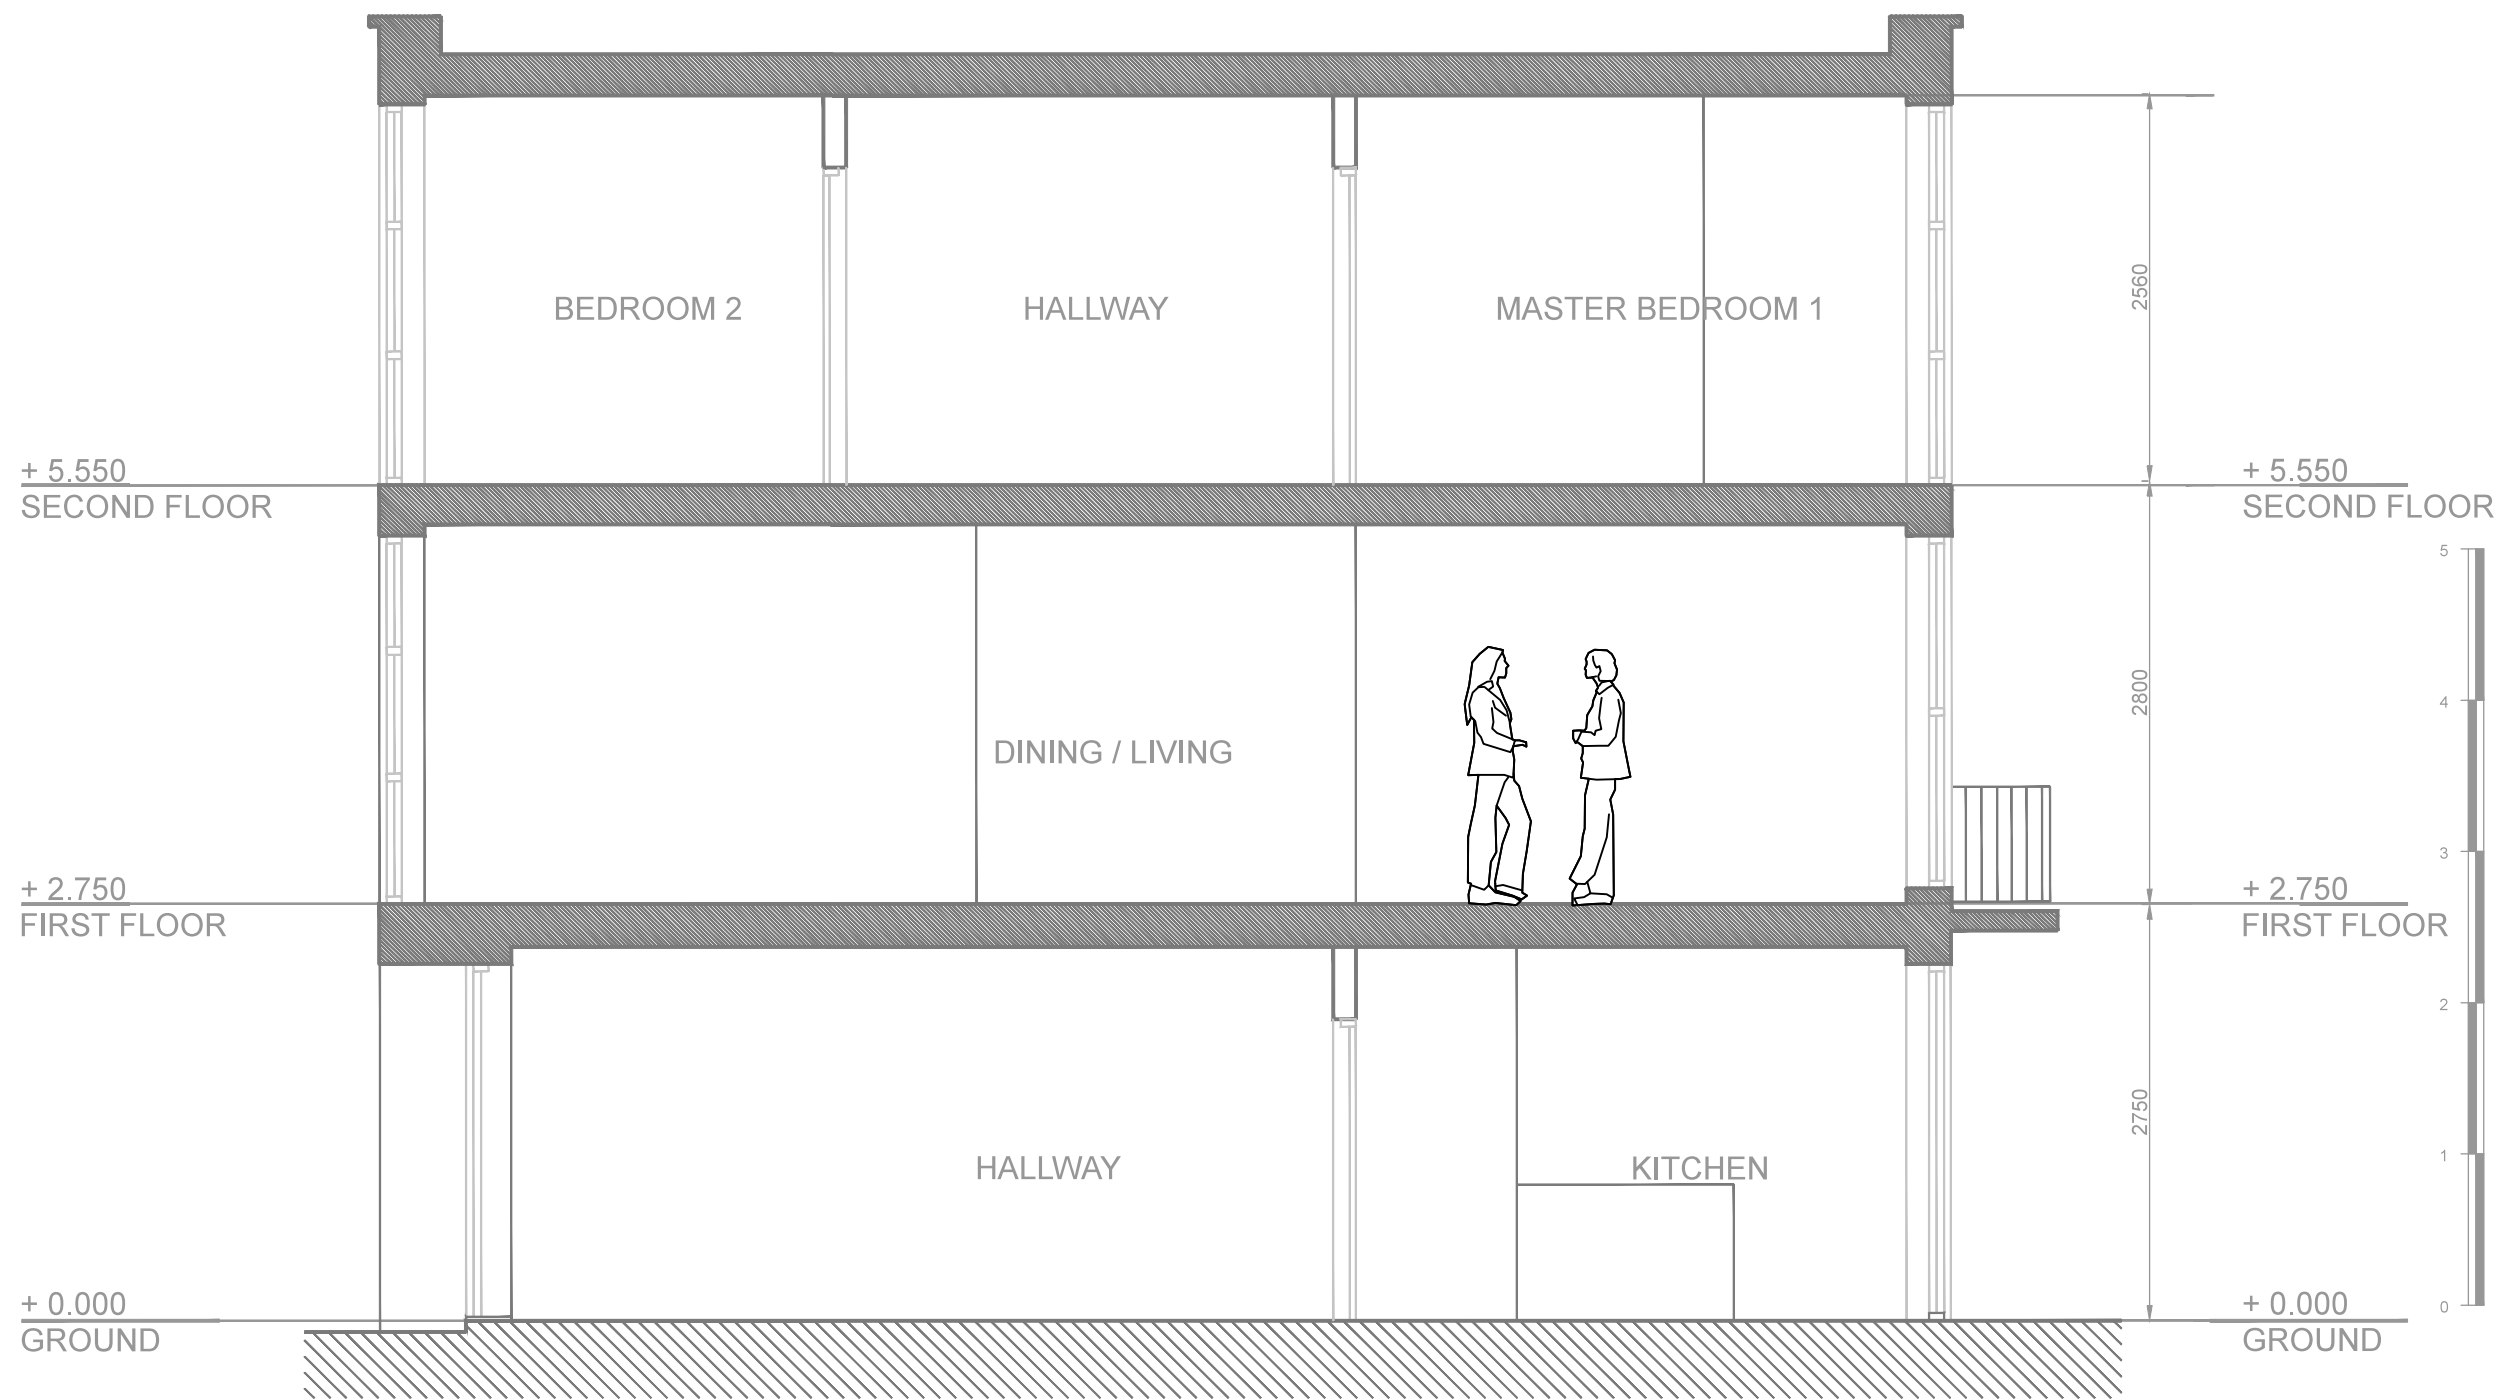 BEDROOM 2
HALLWAY
MASTER BEDROOM 1
2560
+ 5.550
SECOND FLOOR
+ 5.550
SECOND FLOOR
5
4
3
2
1
0
DINING / LIVING
2800
+ 2.750
FIRST FLOOR
+ 2.750
FIRST FLOOR
2750
HALLWAY
KITCHEN
+ 0.000
GROUND
+ 0.000
GROUND